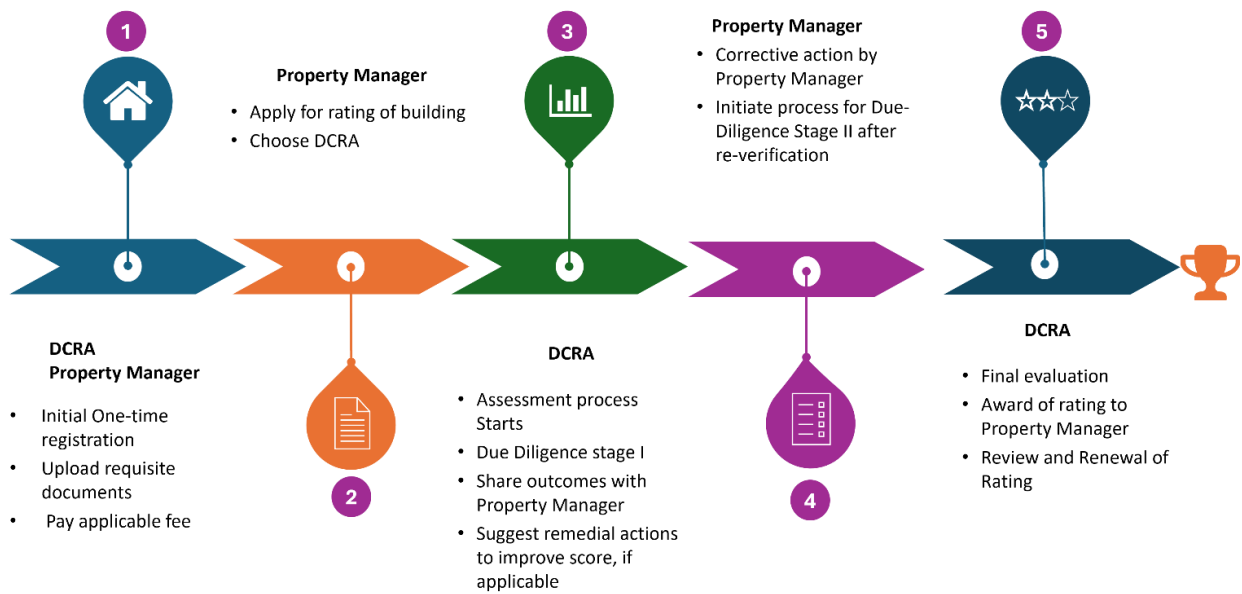 1
DCRA
Property Manager
• Initial One-time
registration
• Upload requisite
documents
• Pay applicable fee
Property Manager
• Apply for rating of building
• Choose DCRA
2
3
DCRA
• Assessment process
Starts
• Due Diligence stage I
• Share outcomes with
Property Manager
• Suggest remedial actions
to improve score, if
applicable
Property Manager
• Corrective action by
Property Manager
• Initiate process for Due-
Diligence Stage II after
re-verification
4
5
DCRA
• Final evaluation
• Award of rating to
Property Manager
• Review and Renewal of
Rating